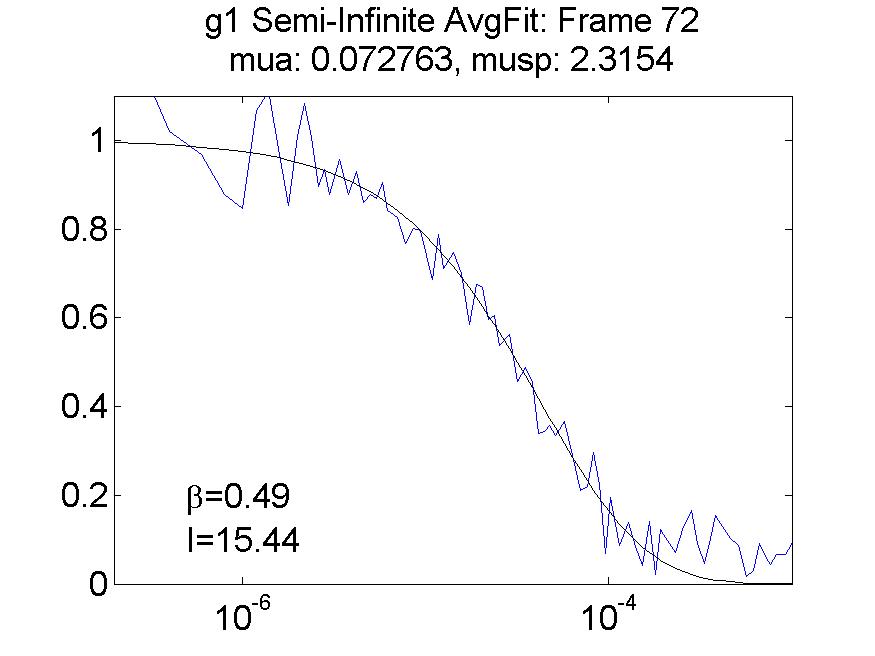 g1 Semi-Infinite AvgFit: Frame 72
mua: 0.072763, musp: 2.3154
1
0.8
0.6
0.4
0.2
0
β=0.49
I=15.44
10^-6
10^-4